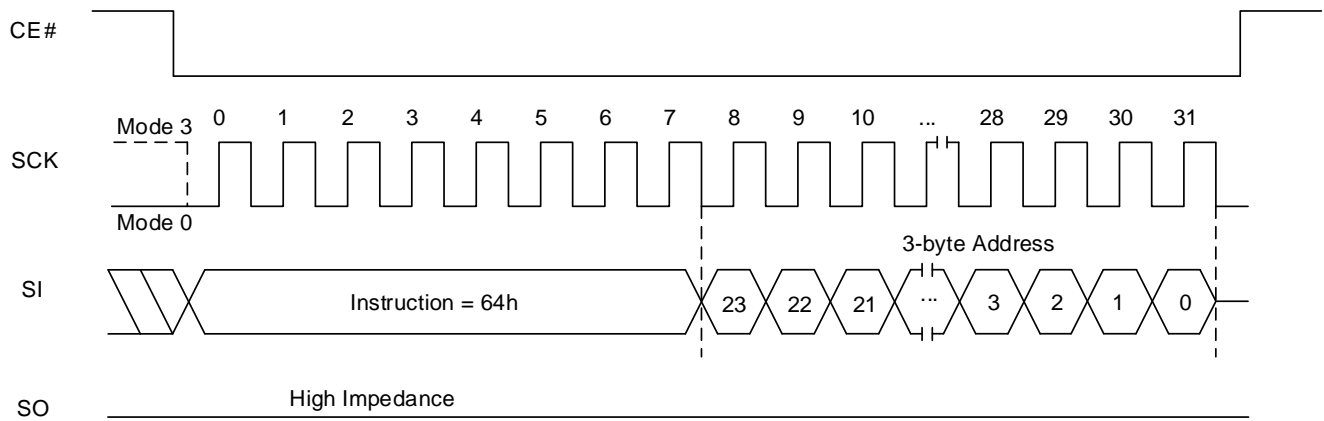 CE#
Mode 3
0 1 2 3 4 5 6 7 8 9 10 ... 28 29 30 31
SCK
Mode 0
3-byte Address
SI
Instruction = 64h
23 22 21 ... 3 2 1 0
High Impedance
SO